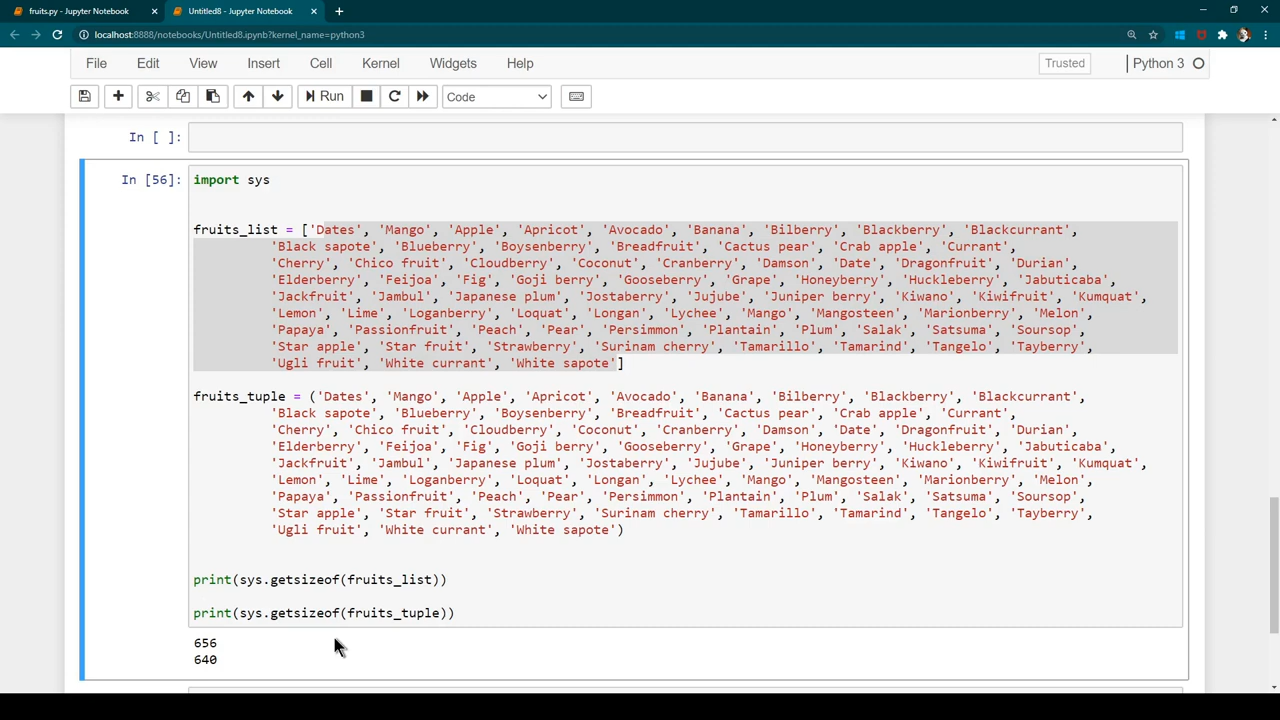 fruits.py - Jupyter Notebook
Untitled8 - Jupyter Notebook
localhost:8888/notebooks/Untitled8.ipynb?kernel_name=python3
File Edit View Insert Cell Kernel Widgets Help Trusted Python 3
Run Code
In [ ]:
In [56]:
import sys
fruits_list = ['Dates', 'Mango', 'Apple', 'Apricot', 'Avocado', 'Banana', 'Bilberry', 'Blackberry', 'Blackcurrant',
'Black sapote', 'Blueberry', 'Boysenberry', 'Breadfruit', 'Cactus pear', 'Crab apple', 'Currant',
'Cherry', 'Chico fruit', 'Cloudberry', 'Coconut', 'Cranberry', 'Damson', 'Date', 'Dragonfruit', 'Durian',
'Elderberry', 'Feijoa', 'Fig', 'Goji berry', 'Gooseberry', 'Grape', 'Honeyberry', 'Huckleberry', 'Jabuticaba',
'Jackfruit', 'Jambul', 'Japanese plum', 'Jostaberry', 'Jujube', 'Juniper berry', 'Kiwano', 'Kiwifruit', 'Kumquat',
'Lemon', 'Lime', 'Loganberry', 'Loquat', 'Longan', 'Lychee', 'Mango', 'Mangosteen', 'Marionberry', 'Melon',
'Papaya', 'Passionfruit', 'Peach', 'Pear', 'Persimmon', 'Plantain', 'Plum', 'Salak', 'Satsuma', 'Soursop',
'Star apple', 'Star fruit', 'Strawberry', 'Surinam cherry', 'Tamarillo', 'Tamarind', 'Tangelo', 'Tayberry',
'Ugli fruit', 'White currant', 'White sapote']
fruits_tuple = ('Dates', 'Mango', 'Apple', 'Apricot', 'Avocado', 'Banana', 'Bilberry', 'Blackberry', 'Blackcurrant',
'Black sapote', 'Blueberry', 'Boysenberry', 'Breadfruit', 'Cactus pear', 'Crab apple', 'Currant',
'Cherry', 'Chico fruit', 'Cloudberry', 'Coconut', 'Cranberry', 'Damson', 'Date', 'Dragonfruit', 'Durian',
'Elderberry', 'Feijoa', 'Fig', 'Goji berry', 'Gooseberry', 'Grape', 'Honeyberry', 'Huckleberry', 'Jabuticaba',
'Jackfruit', 'Jambul', 'Japanese plum', 'Jostaberry', 'Jujube', 'Juniper berry', 'Kiwano', 'Kiwifruit', 'Kumquat',
'Lemon', 'Lime', 'Loganberry', 'Loquat', 'Longan', 'Lychee', 'Mango', 'Mangosteen', 'Marionberry', 'Melon',
'Papaya', 'Passionfruit', 'Peach', 'Pear', 'Persimmon', 'Plantain', 'Plum', 'Salak', 'Satsuma', 'Soursop',
'Star apple', 'Star fruit', 'Strawberry', 'Surinam cherry', 'Tamarillo', 'Tamarind', 'Tangelo', 'Tayberry',
'Ugli fruit', 'White currant', 'White sapote')
print(sys.getsizeof(fruits_list))
print(sys.getsizeof(fruits_tuple))
656
640